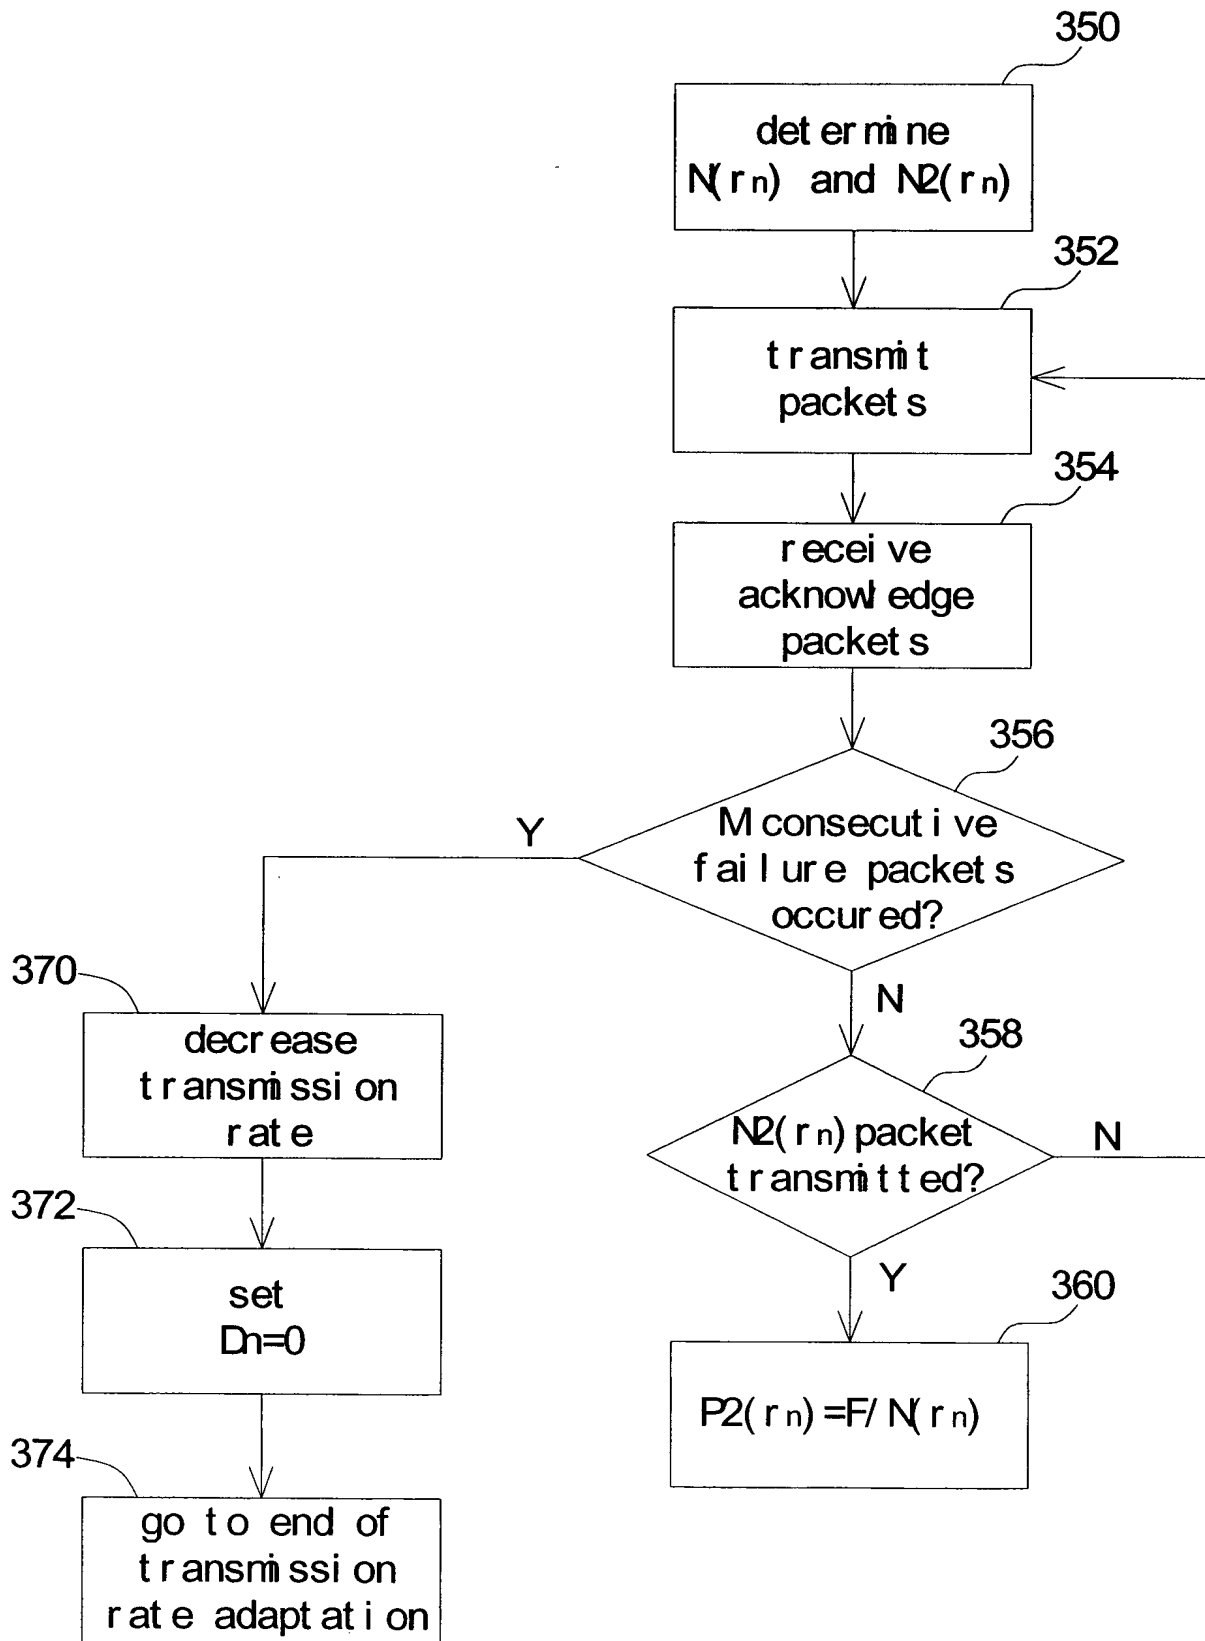 350
determine
N(rn) and N2(rn)
352
transmit
packets
354
receive
acknowledge
packets
356
M consecutive
failure packets
occured?
Y
N
370
decrease
transmission
rate
358
N2(rn) packet
transmitted?
N
Y
372
set
Dn=0
360
P2(rn)=F/N(rn)
374
go to end of
transmission
rate adaptation